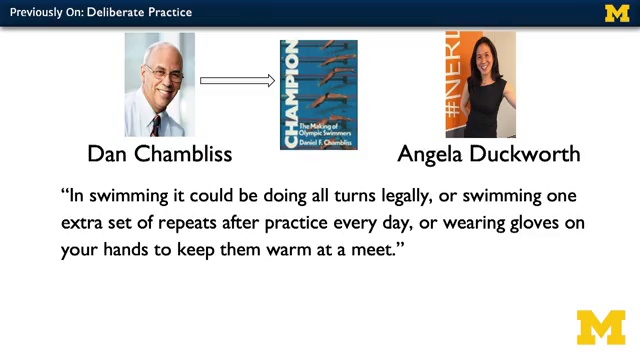 Previously On: Deliberate Practice
M
CHAMPION
The Making of
Olympic Swimmers
Daniel F. Chambliss
#NERD
Dan Chambliss
Angela Duckworth
“In swimming it could be doing all turns legally, or swimming one
extra set of repeats after practice every day, or wearing gloves on
your hands to keep them warm at a meet.”
M